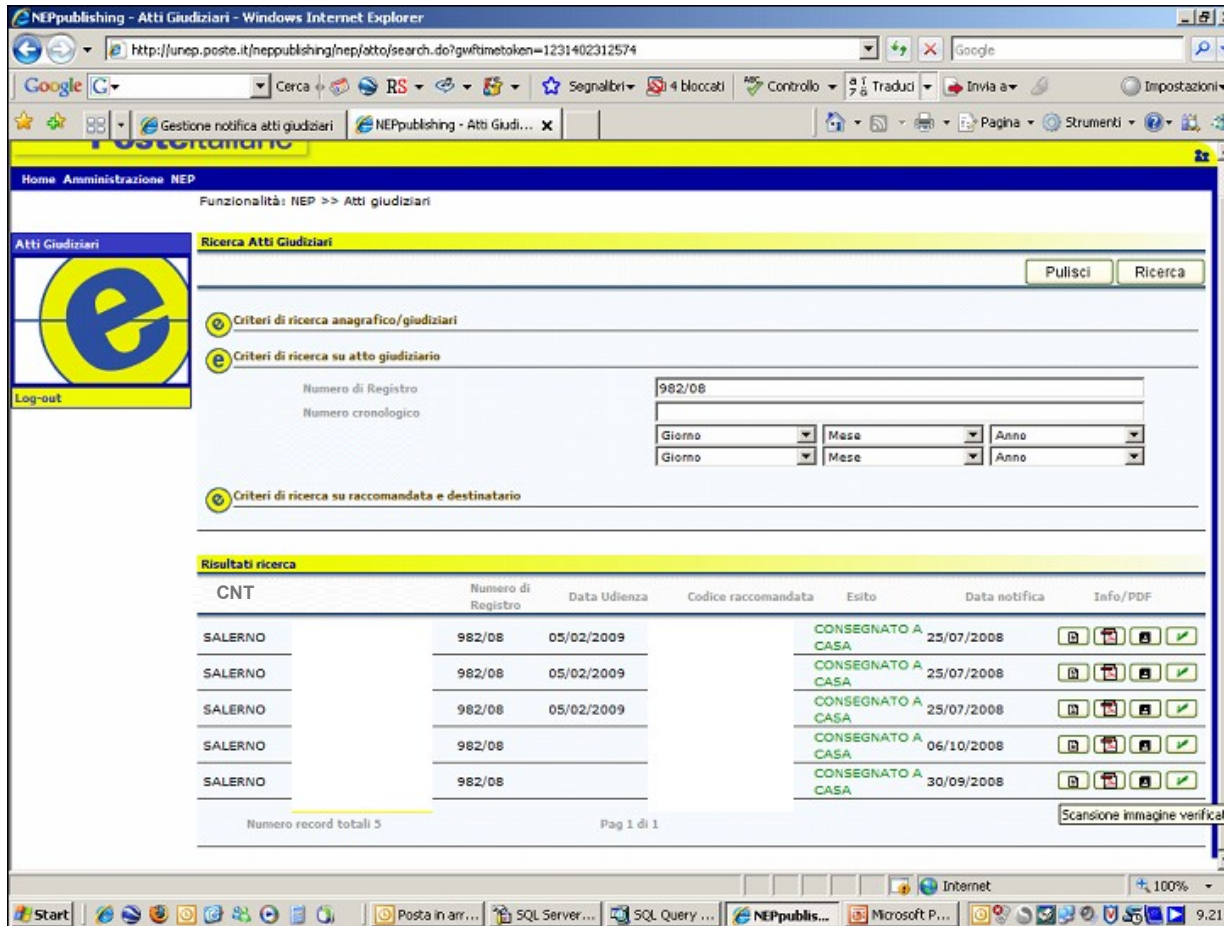 NEPpublishing - Atti Giudiziari - Windows Internet Explorer
http://unep.poste.it/neppublishing/nep/atto/search.do?gwftimetoken=1231402312574 Google
Google G Cerca RS Segnalibri 4 bloccati ABC Controllo Traduci Invia a Impostazioni
Gestione notifica atti giudiziari NEPpublishing - Atti Giudi... Pagina Strumenti
Home Amministrazione NEP
Funzionalità: NEP >> Atti giudiziari
Atti Giudiziari
Ricerca Atti Giudiziari
Pulisci Ricerca
Criteri di ricerca anagrafico/giudiziari
Criteri di ricerca su atto giudiziario
Numero di Registro 982/08
Log-out
Numero cronologico
Giorno Mese Anno
Giorno Mese Anno
Criteri di ricerca su raccomandata e destinatario
Risultati ricerca
CNT Numero di Registro Data Udienza Codice raccomandata Esito Data notifica Info/PDF
SALERNO 982/08 05/02/2009 CONSEGNATO A CASA 25/07/2008
SALERNO 982/08 05/02/2009 CONSEGNATO A CASA 25/07/2008
SALERNO 982/08 05/02/2009 CONSEGNATO A CASA 25/07/2008
SALERNO 982/08 CONSEGNATO A CASA 06/10/2008
SALERNO 982/08 CONSEGNATO A CASA 30/09/2008
Scansione immagine verificat
Numero record totali 5 Pag 1 di 1
Internet 100%
Start Posta in arr... SQL Server... SQL Query ... NEPpublis... Microsoft P... 9.21